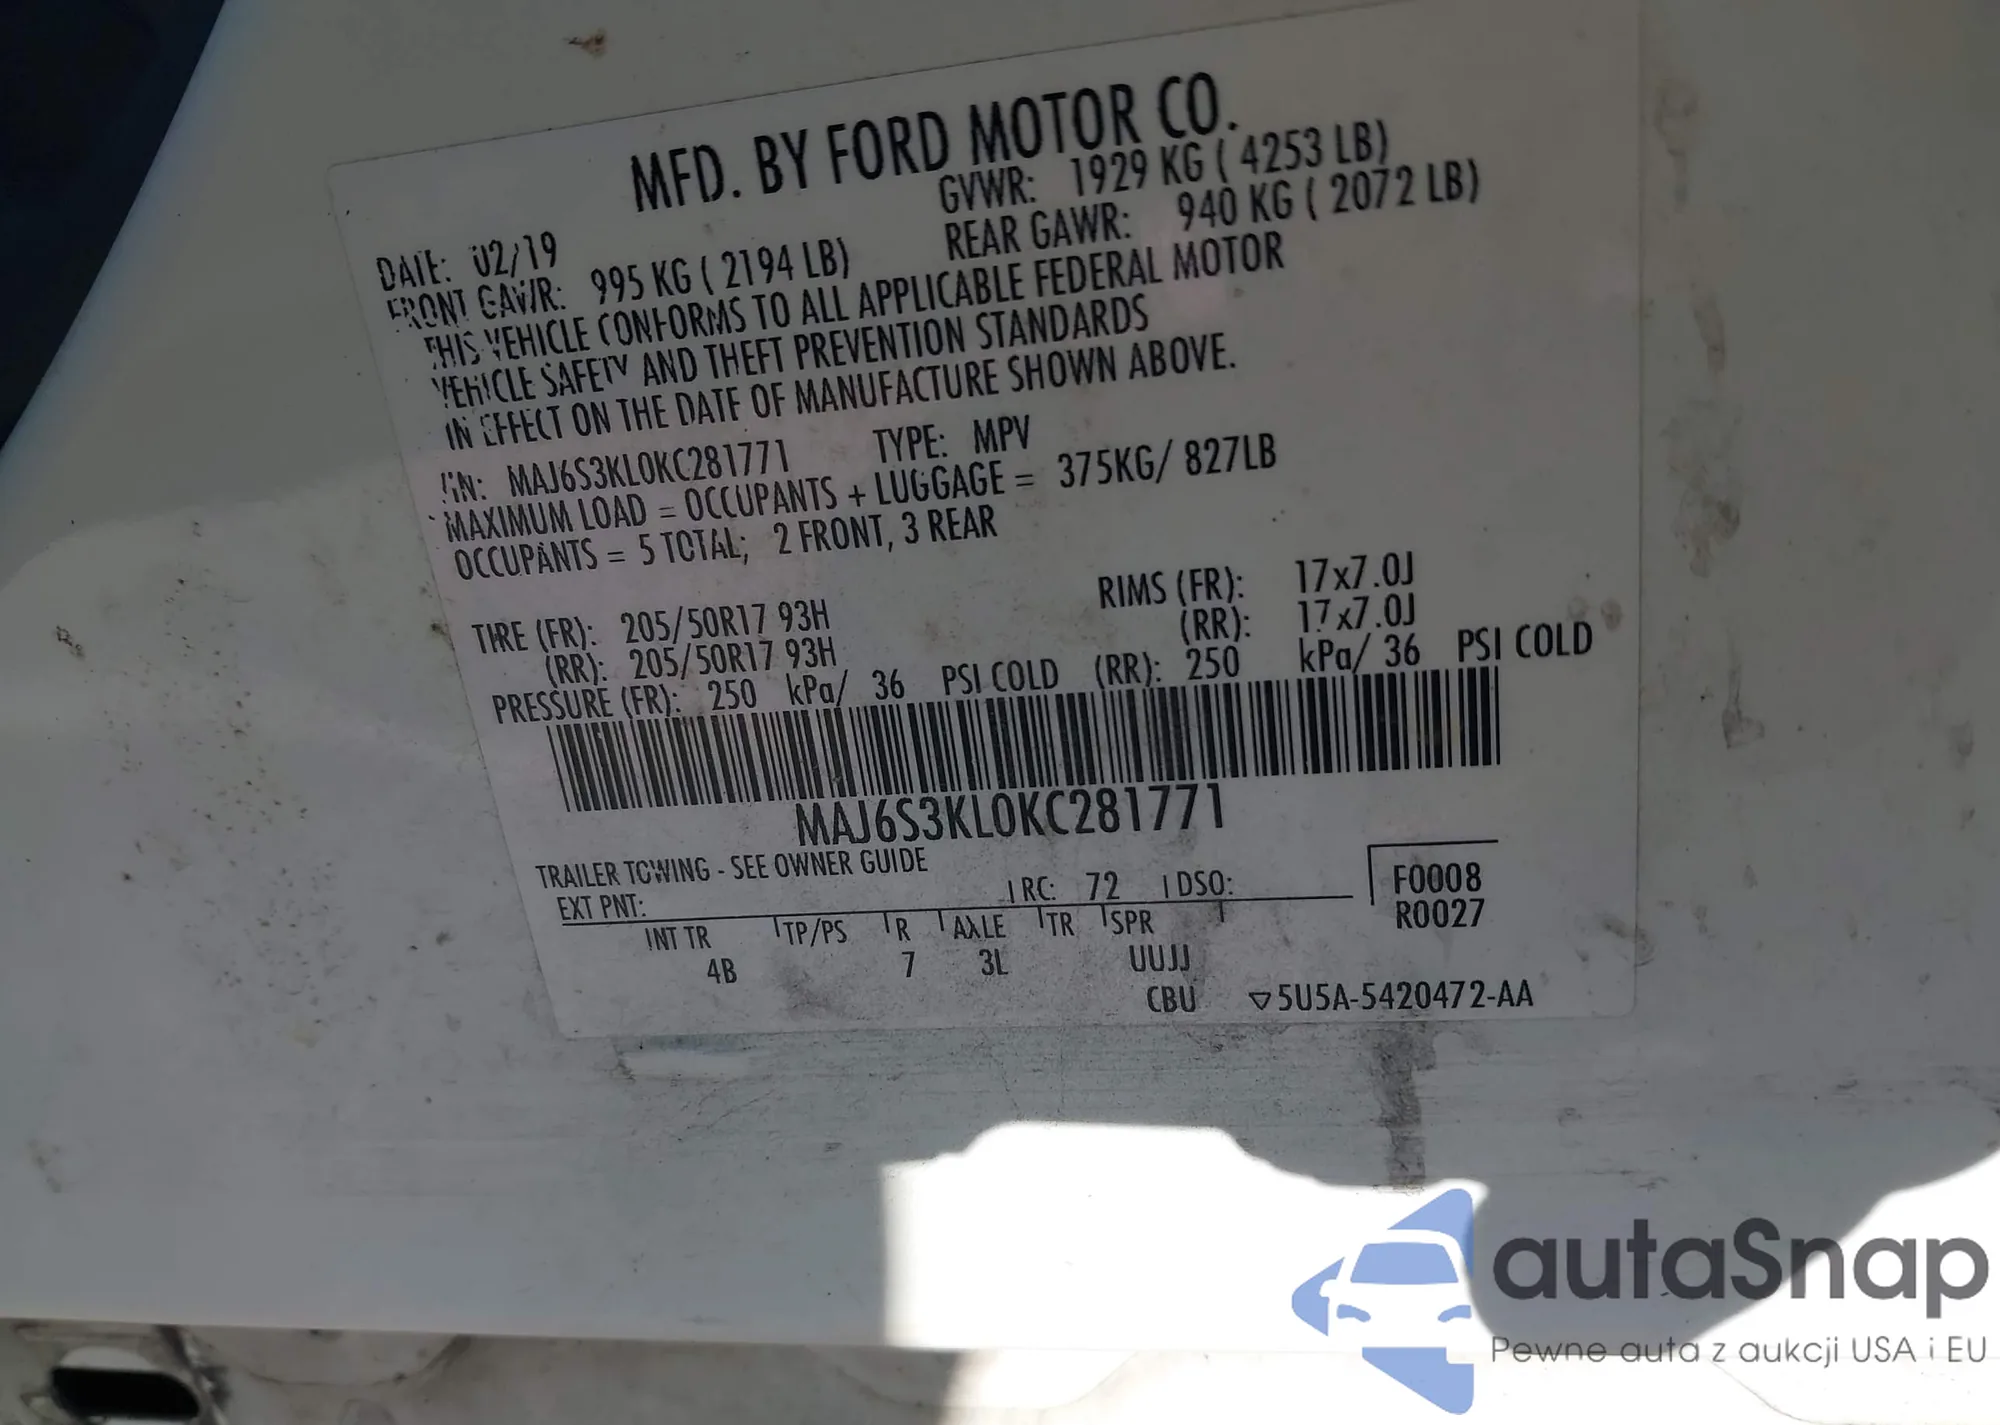 MFD. BY FORD MOTOR CO.
DATE: 02/19 GVWR: 1929 KG ( 4253 LB)
FRONT GAWR: 995 KG ( 2194 LB) REAR GAWR: 940 KG ( 2072 LB)
THIS VEHICLE CONFORMS TO ALL APPLICABLE FEDERAL MOTOR
VEHICLE SAFETY AND THEFT PREVENTION STANDARDS
IN EFFECT ON THE DATE OF MANUFACTURE SHOWN ABOVE.
VIN: MAJ6S3KL0KC281771 TYPE: MPV
MAXIMUM LOAD = OCCUPANTS + LUGGAGE = 375KG/ 827LB
OCCUPANTS = 5 TOTAL; 2 FRONT, 3 REAR
TIRE (FR): 205/50R17 93H RIMS (FR): 17x7.0J
(RR): 205/50R17 93H (RR): 17x7.0J
PRESSURE (FR): 250 kPa/ 36 PSI COLD (RR): 250 kPa/ 36 PSI COLD
MAJ6S3KL0KC281771
TRAILER TOWING - SEE OWNER GUIDE
EXT PNT: RC: 72 DSO: F0008
R0027
INT TR TP/PS R AXLE TR SPR
4B 7 3L UUJJ
CBU ▽5U5A-5420472-AA
autaSnap
Pewne auta z aukcji USA i EU